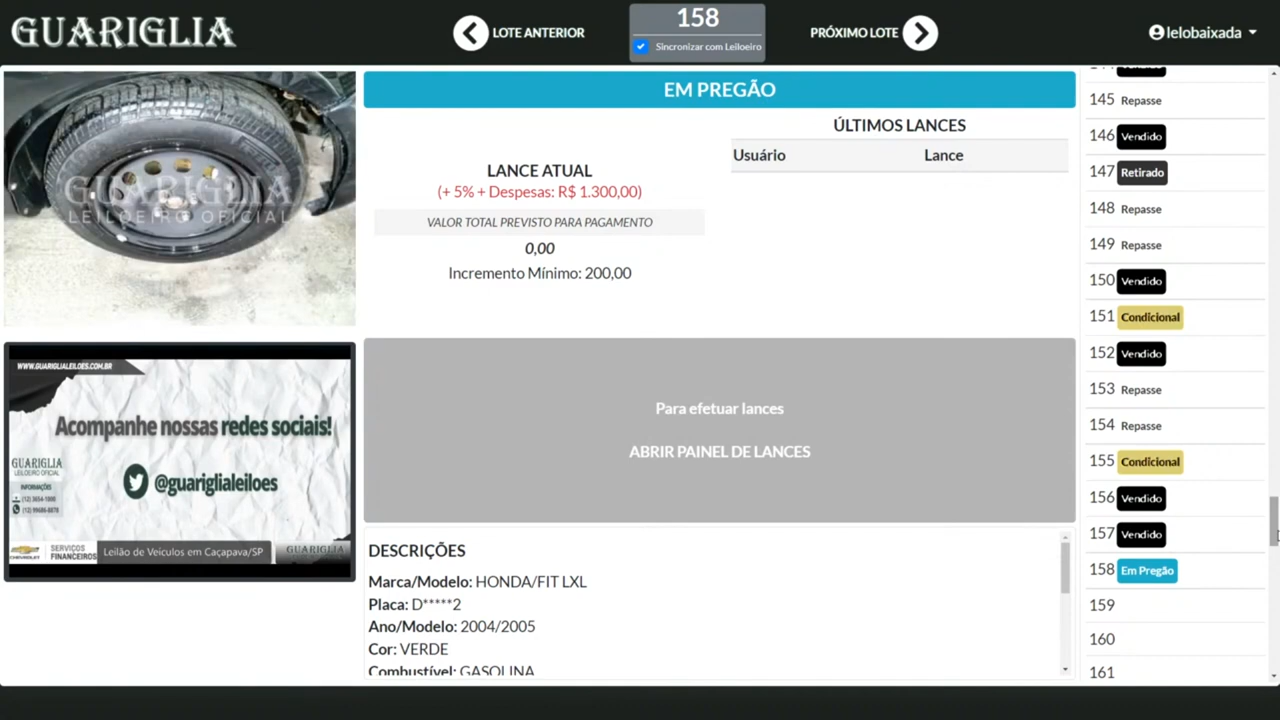 GUARIGLIA
LOTE ANTERIOR
158
Sincronizar com Leiloeiro
PRÓXIMO LOTE
lelobaixada
GUARIGLIA
LEILOEIRO OFICIAL
EM PREGÃO
LANCE ATUAL
(+ 5% + Despesas: R$ 1.300,00)
VALOR TOTAL PREVISTO PARA PAGAMENTO
0,00
Incremento Mínimo: 200,00
ÚLTIMOS LANCES
Usuário Lance
WWW.GUARIGLIALEILOES.COM.BR
Acompanhe nossas redes sociais!
@guariglialeiloes
GUARIGLIA
LEILOEIRO OFICIAL
INFORMAÇÕES
CHEVROLET
SERVIÇOS
FINANCEIROS
Leilão de Veículos em Caçapava/SP
GUARIGLIA
Para efetuar lances
ABRIR PAINEL DE LANCES
DESCRIÇÕES
Marca/Modelo: HONDA/FIT LXL
Placa: D*****2
Ano/Modelo: 2004/2005
Cor: VERDE
Combustível: GASOLINA
145 Repasse
146 Vendido
147 Retirado
148 Repasse
149 Repasse
150 Vendido
151 Condicional
152 Vendido
153 Repasse
154 Repasse
155 Condicional
156 Vendido
157 Vendido
158 Em Pregão
159
160
161